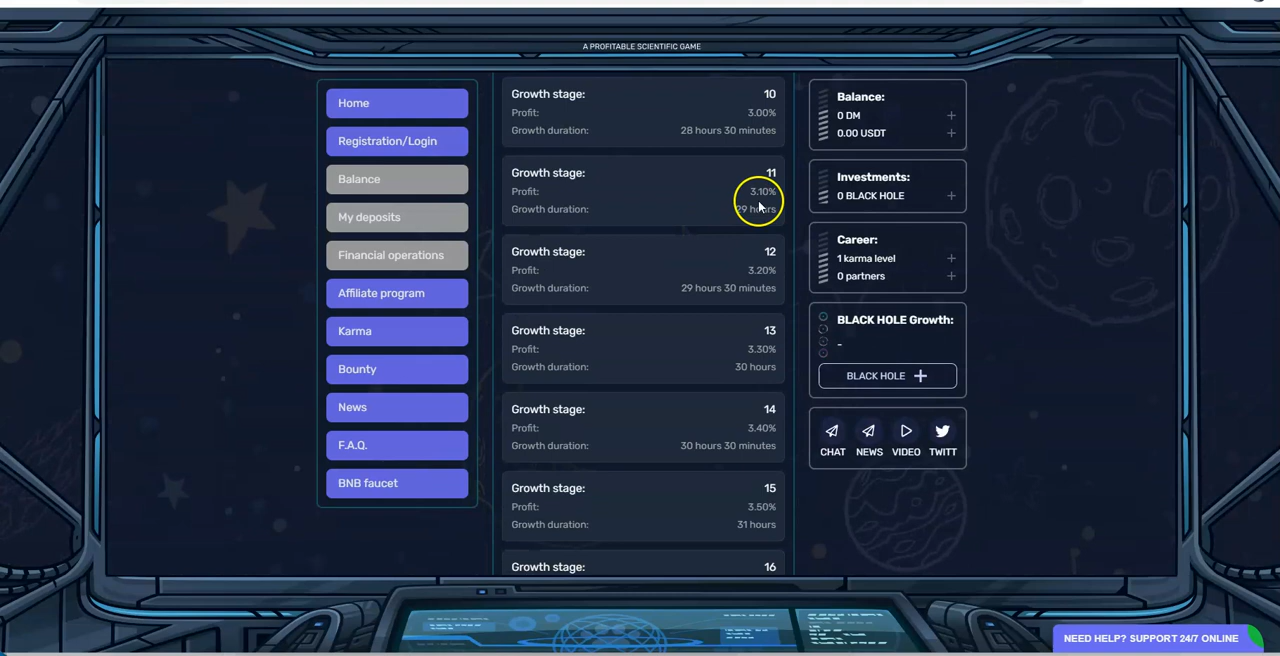 A PROFITABLE SCIENTIFIC GAME
Home
Registration/Login
Balance
My deposits
Financial operations
Affiliate program
Karma
Bounty
News
F.A.Q.
BNB faucet
Growth stage: 10
Profit: 3.00%
Growth duration: 28 hours 30 minutes
Growth stage: 11
Profit: 3.10%
Growth duration: 29 hours
Growth stage: 12
Profit: 3.20%
Growth duration: 29 hours 30 minutes
Growth stage: 13
Profit: 3.30%
Growth duration: 30 hours
Growth stage: 14
Profit: 3.40%
Growth duration: 30 hours 30 minutes
Growth stage: 15
Profit: 3.50%
Growth duration: 31 hours
Growth stage: 16
Balance:
0 DM +
0.00 USDT +
Investments:
0 BLACK HOLE +
Career:
1 karma level +
0 partners +
BLACK HOLE Growth:
-
BLACK HOLE +
CHAT NEWS VIDEO TWITT
NEED HELP? SUPPORT 24/7 ONLINE